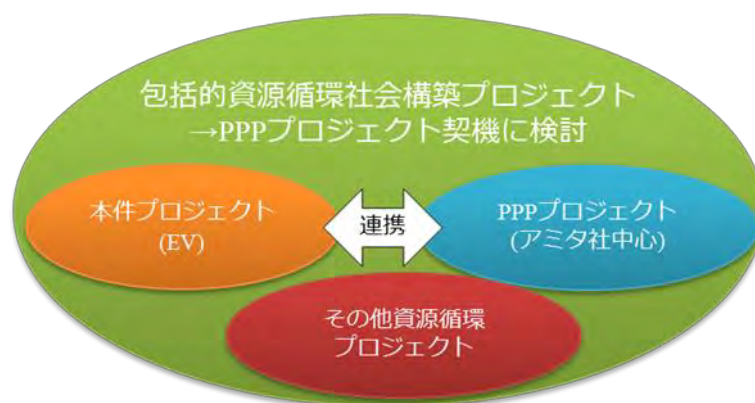 包括的資源循環社会構築プロジェクト
→PPPプロジェクト契機に検討
本件プロジェクト
(EV)
連携
PPPプロジェクト
(アミタ社中心)
その他資源循環
プロジェクト